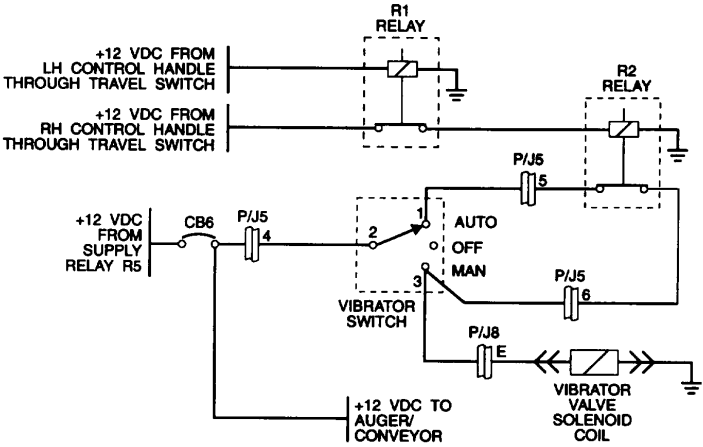 R1
RELAY
+12 VDC FROM
LH CONTROL HANDLE
THROUGH TRAVEL SWITCH
R2
RELAY
+12 VDC FROM
RH CONTROL HANDLE
THROUGH TRAVEL SWITCH
P/J5
5
+12 VDC
FROM
SUPPLY
RELAY R5
CB6
P/J5
4
2
1
AUTO
OFF
MAN
3
VIBRATOR
SWITCH
P/J5
6
P/J8
E
VIBRATOR
VALVE
SOLENOID
COIL
+12 VDC TO
AUGER/
CONVEYOR